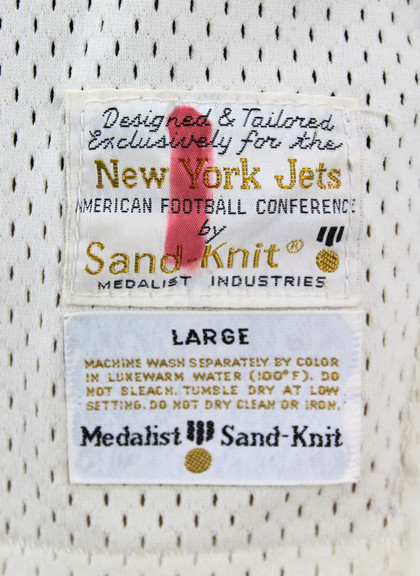 Designed & Tailored
Exclusively for the
New York Jets
AMERICAN FOOTBALL CONFERENCE
by
Sand-Knit®
MEDALIST INDUSTRIES
LARGE
MACHINE WASH SEPARATELY BY COLOR
IN LUKEWARM WATER (100°F). DO
NOT BLEACH. TUMBLE DRY AT LOW
SETTING. DO NOT DRY CLEAN OR IRON.
Medalist Sand-Knit